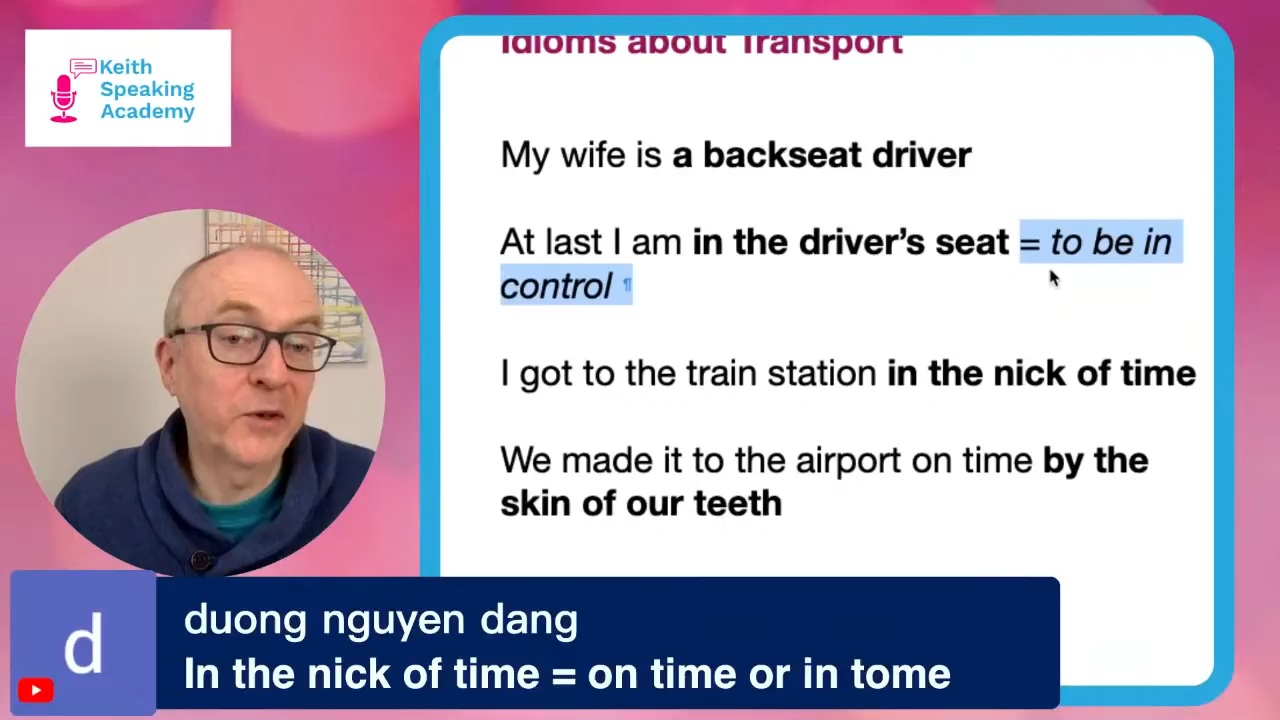 Keith
Speaking
Academy
Idioms about Transport
My wife is a backseat driver
At last I am in the driver’s seat = to be in
control ¶
I got to the train station in the nick of time
We made it to the airport on time by the
skin of our teeth
d
duong nguyen dang
In the nick of time = on time or in tome